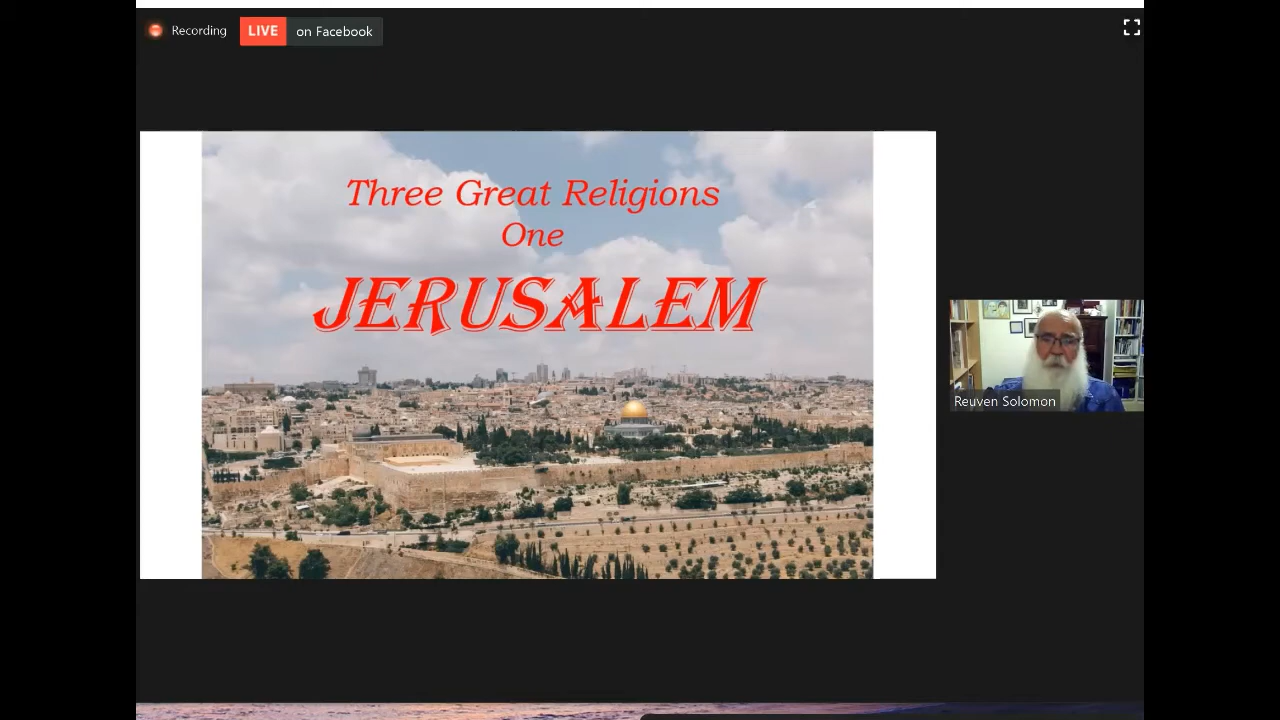 Recording LIVE on Facebook
Three Great Religions
One
JERUSALEM
Reuven Solomon